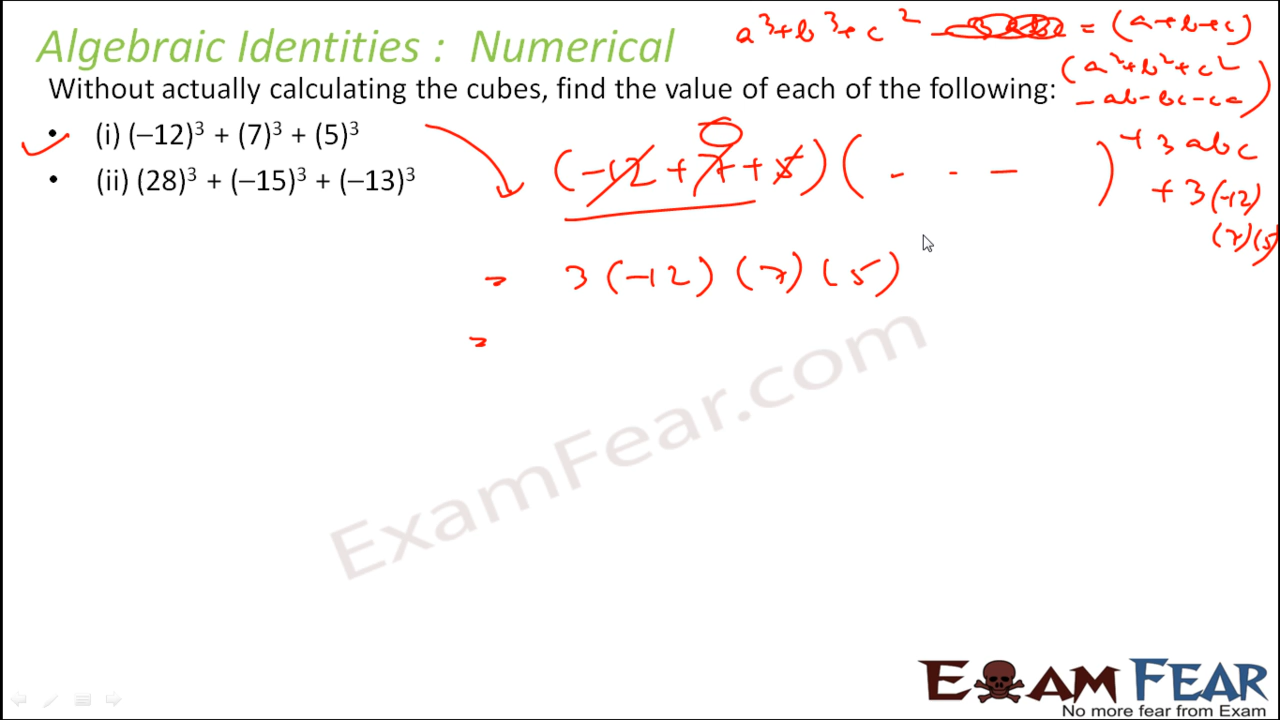 Algebraic Identities : Numerical
a³+b³+c² = (a+b+c)
(a²+b²+c²
-ab-bc-ca)
+3abc
Without actually calculating the cubes, find the value of each of the following:
• (i) (–12)³ + (7)³ + (5)³
• (ii) (28)³ + (–15)³ + (–13)³
0
(-12+7+5)(- - - )
+3(-12)
(7)(5)
= 3(-12)(7)(5)
=
ExamFear.com
EXAM FEAR
No more fear from Exam